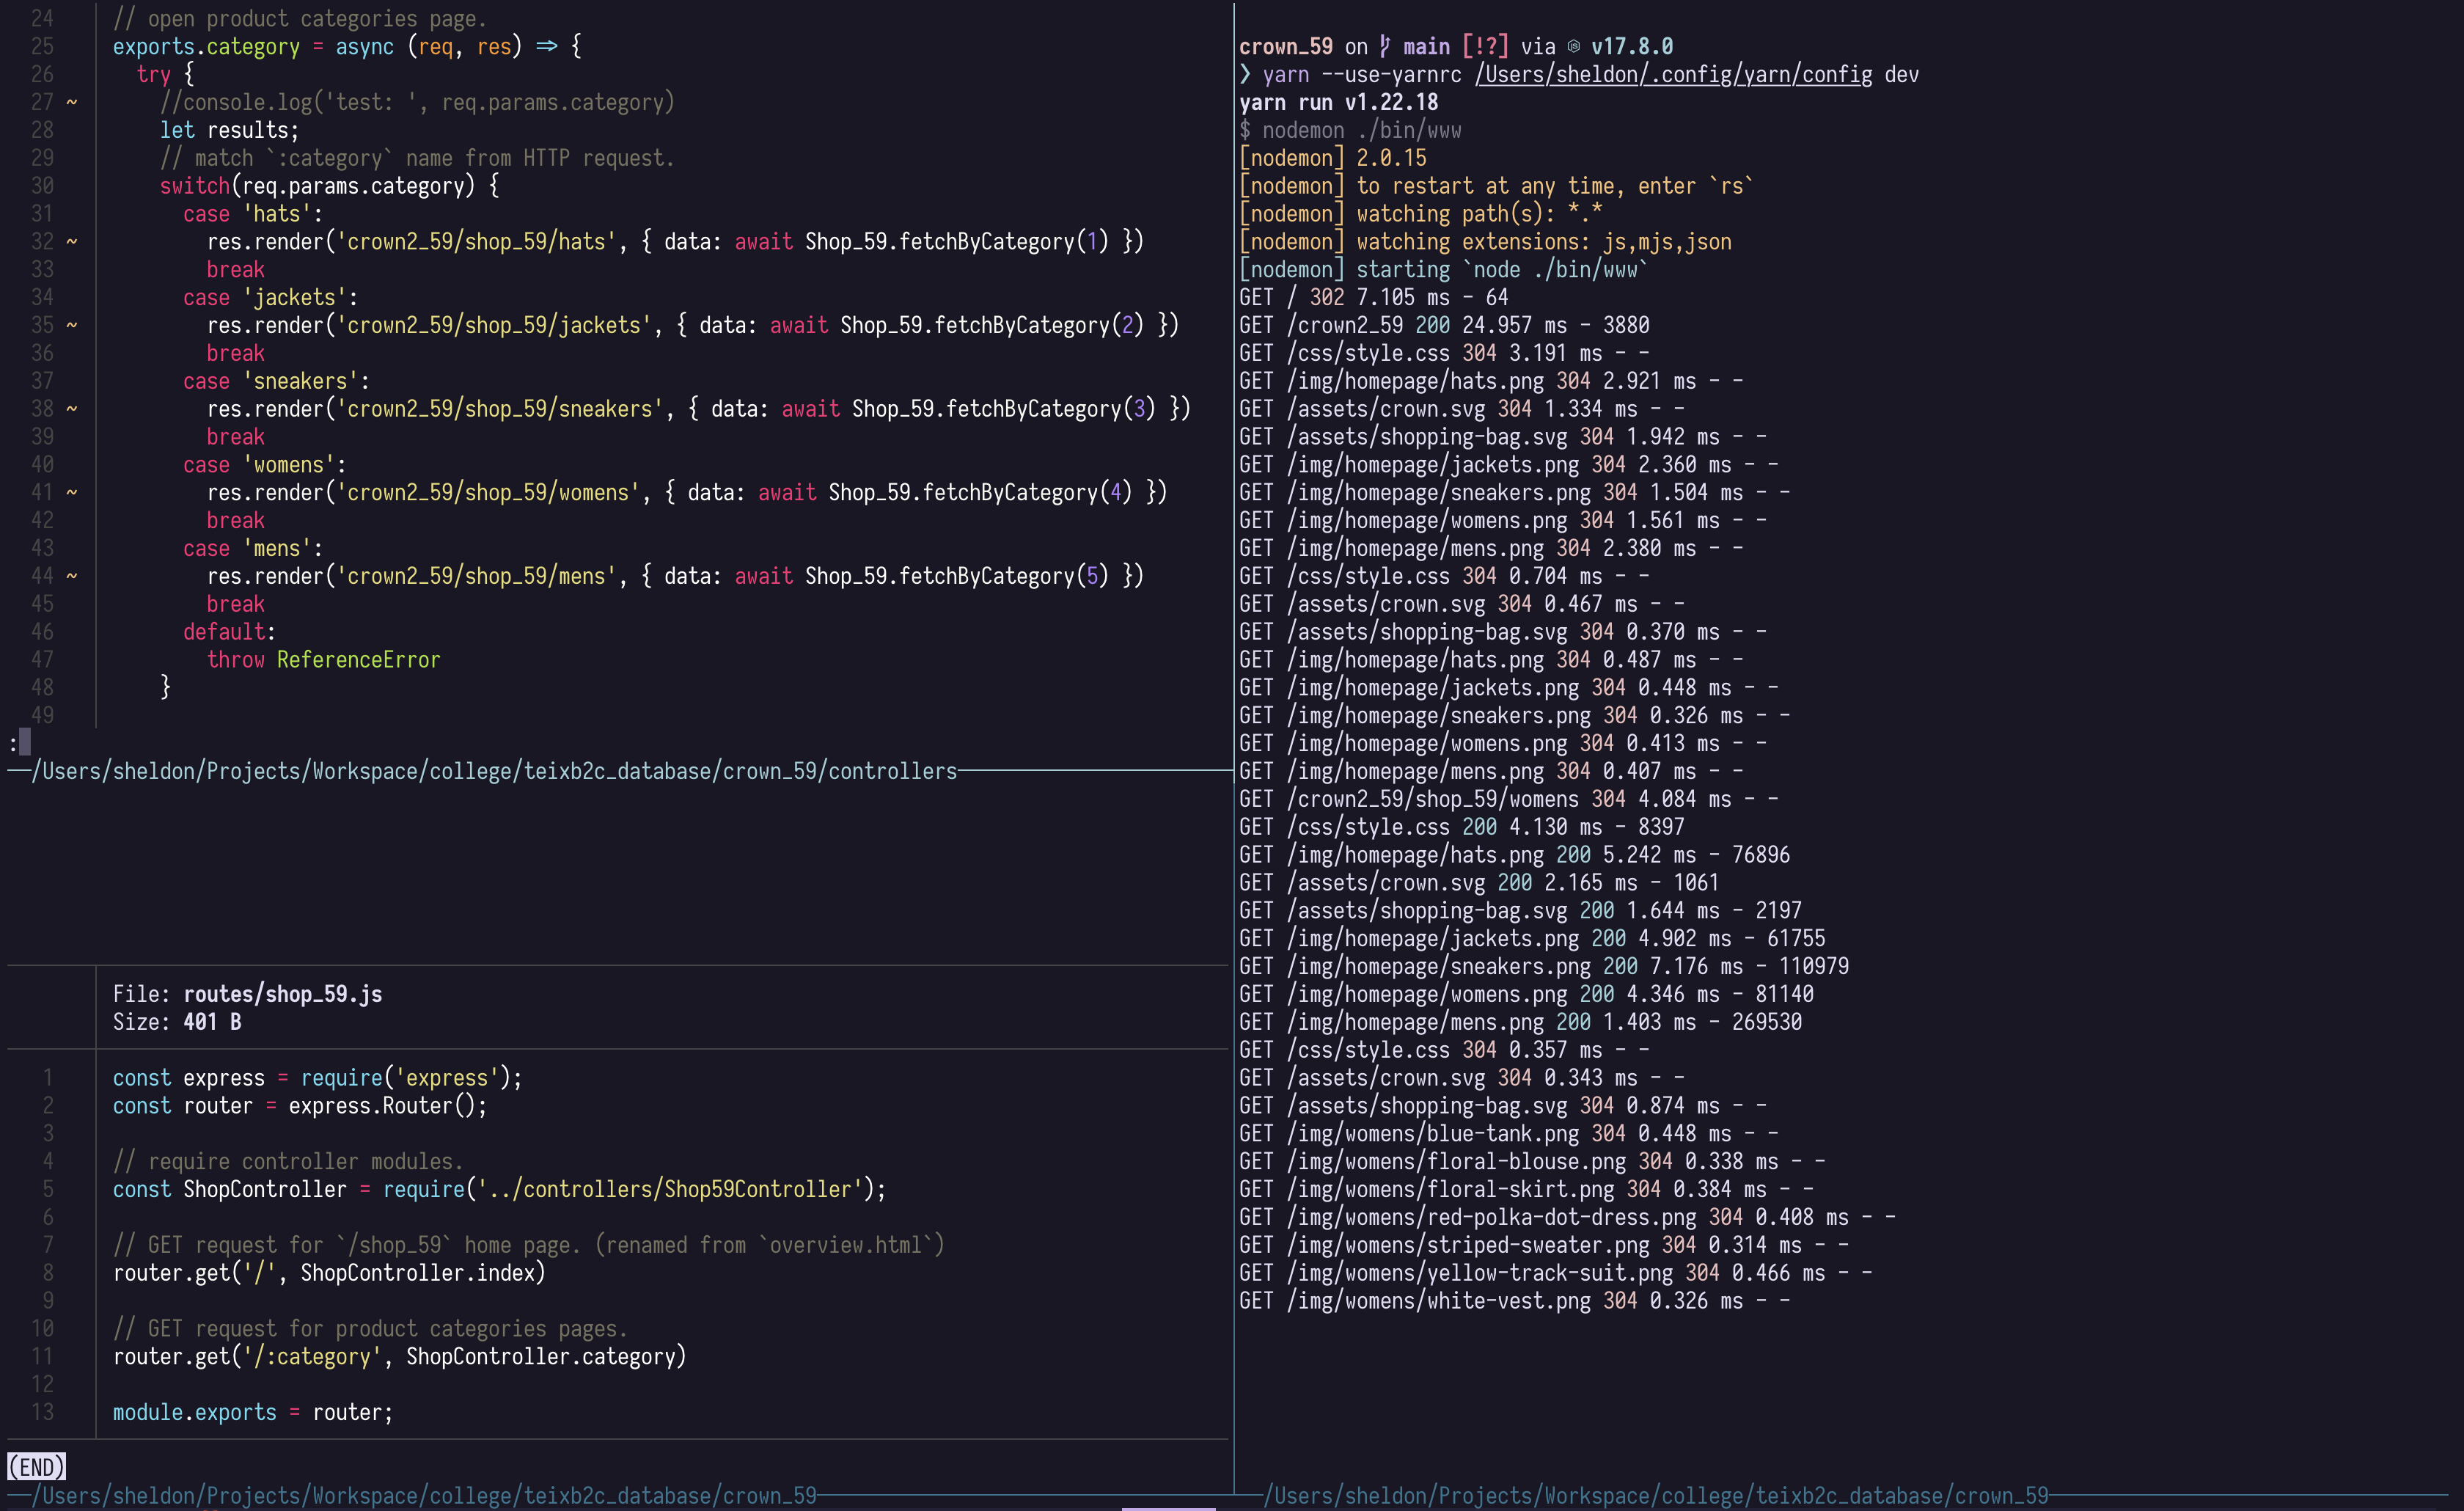 24 // open product categories page.
25 exports.category = async (req, res) => {
26 try {
27 ~ //console.log('test: ', req.params.category)
28 let results;
29 // match `:category` name from HTTP request.
30 switch(req.params.category) {
31 case 'hats':
32 ~ res.render('crown2_59/shop_59/hats', { data: await Shop_59.fetchByCategory(1) })
33 break
34 case 'jackets':
35 ~ res.render('crown2_59/shop_59/jackets', { data: await Shop_59.fetchByCategory(2) })
36 break
37 case 'sneakers':
38 ~ res.render('crown2_59/shop_59/sneakers', { data: await Shop_59.fetchByCategory(3) })
39 break
40 case 'womens':
41 ~ res.render('crown2_59/shop_59/womens', { data: await Shop_59.fetchByCategory(4) })
42 break
43 case 'mens':
44 ~ res.render('crown2_59/shop_59/mens', { data: await Shop_59.fetchByCategory(5) })
45 break
46 default:
47 throw ReferenceError
48 }
49
:
/Users/sheldon/Projects/Workspace/college/teixb2c_database/crown_59/controllers
File: routes/shop_59.js
Size: 401 B
1 const express = require('express');
2 const router = express.Router();
3
4 // require controller modules.
5 const ShopController = require('../controllers/Shop59Controller');
6
7 // GET request for `/shop_59` home page. (renamed from `overview.html`)
8 router.get('/', ShopController.index)
9
10 // GET request for product categories pages.
11 router.get('/:category', ShopController.category)
12
13 module.exports = router;
(END)
/Users/sheldon/Projects/Workspace/college/teixb2c_database/crown_59
crown_59 on main [!?] via v17.8.0
❯ yarn --use-yarnrc /Users/sheldon/.config/yarn/config dev
yarn run v1.22.18
$ nodemon ./bin/www
[nodemon] 2.0.15
[nodemon] to restart at any time, enter `rs`
[nodemon] watching path(s): *.*
[nodemon] watching extensions: js,mjs,json
[nodemon] starting `node ./bin/www`
GET / 302 7.105 ms - 64
GET /crown2_59 200 24.957 ms - 3880
GET /css/style.css 304 3.191 ms - -
GET /img/homepage/hats.png 304 2.921 ms - -
GET /assets/crown.svg 304 1.334 ms - -
GET /assets/shopping-bag.svg 304 1.942 ms - -
GET /img/homepage/jackets.png 304 2.360 ms - -
GET /img/homepage/sneakers.png 304 1.504 ms - -
GET /img/homepage/womens.png 304 1.561 ms - -
GET /img/homepage/mens.png 304 2.380 ms - -
GET /css/style.css 304 0.704 ms - -
GET /assets/crown.svg 304 0.467 ms - -
GET /assets/shopping-bag.svg 304 0.370 ms - -
GET /img/homepage/hats.png 304 0.487 ms - -
GET /img/homepage/jackets.png 304 0.448 ms - -
GET /img/homepage/sneakers.png 304 0.326 ms - -
GET /img/homepage/womens.png 304 0.413 ms - -
GET /img/homepage/mens.png 304 0.407 ms - -
GET /crown2_59/shop_59/womens 304 4.084 ms - -
GET /css/style.css 200 4.130 ms - 8397
GET /img/homepage/hats.png 200 5.242 ms - 76896
GET /assets/crown.svg 200 2.165 ms - 1061
GET /assets/shopping-bag.svg 200 1.644 ms - 2197
GET /img/homepage/jackets.png 200 4.902 ms - 61755
GET /img/homepage/sneakers.png 200 7.176 ms - 110979
GET /img/homepage/womens.png 200 4.346 ms - 81140
GET /img/homepage/mens.png 200 1.403 ms - 269530
GET /css/style.css 304 0.357 ms - -
GET /assets/crown.svg 304 0.343 ms - -
GET /assets/shopping-bag.svg 304 0.874 ms - -
GET /img/womens/blue-tank.png 304 0.448 ms - -
GET /img/womens/floral-blouse.png 304 0.338 ms - -
GET /img/womens/floral-skirt.png 304 0.384 ms - -
GET /img/womens/red-polka-dot-dress.png 304 0.408 ms - -
GET /img/womens/striped-sweater.png 304 0.314 ms - -
GET /img/womens/yellow-track-suit.png 304 0.466 ms - -
GET /img/womens/white-vest.png 304 0.326 ms - -
/Users/sheldon/Projects/Workspace/college/teixb2c_database/crown_59